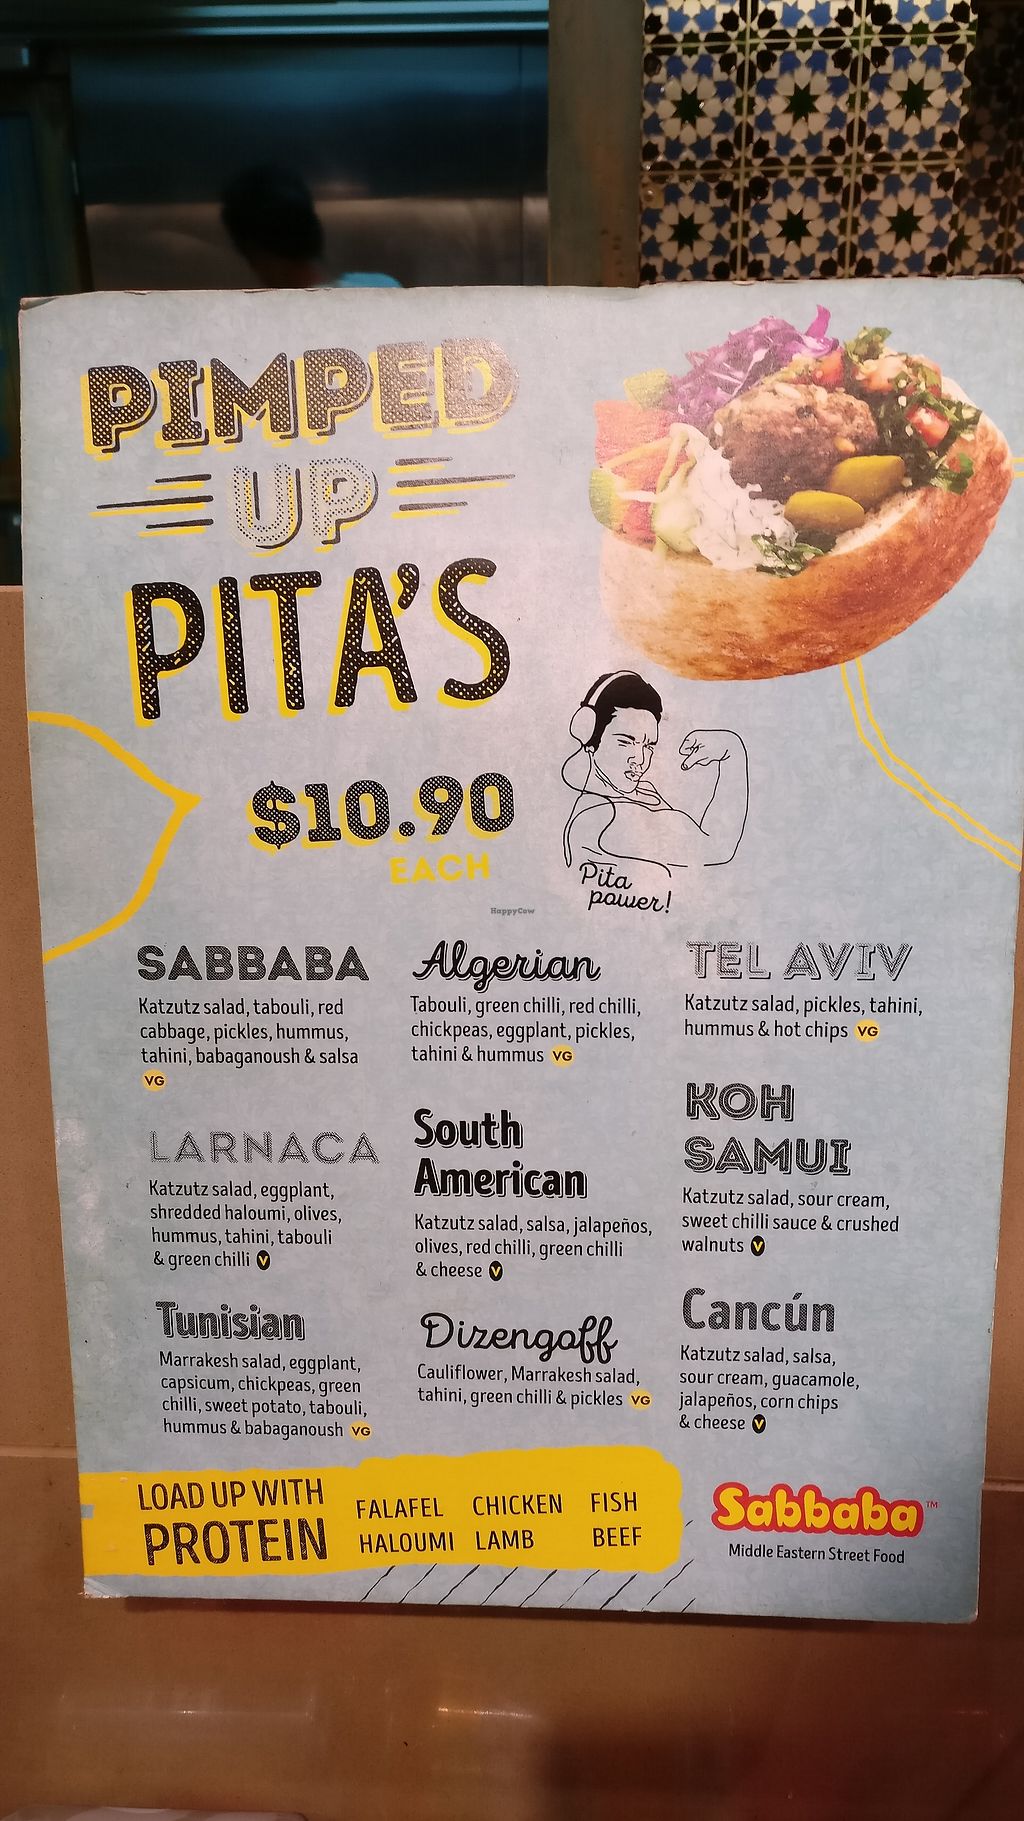 PIMPED
UP
PITA'S
$10.90
EACH
Pita
power!
HappyCow
SABBABA
Katzutz salad, tabouli, red
cabbage, pickles, hummus,
tahini, babaganoush & salsa
VG
Algerian
Tabouli, green chilli, red chilli,
chickpeas, eggplant, pickles,
tahini & hummus VG
TEL AVIV
Katzutz salad, pickles, tahini,
hummus & hot chips VG
LARNACA
Katzutz salad, eggplant,
shredded haloumi, olives,
hummus, tahini, tabouli
& green chilli V
South
American
Katzutz salad, salsa, jalapeños,
olives, red chilli, green chilli
& cheese V
KOH
SAMUI
Katzutz salad, sour cream,
sweet chilli sauce & crushed
walnuts V
Tunisian
Marrakesh salad, eggplant,
capsicum, chickpeas, green
chilli, sweet potato, tabouli,
hummus & babaganoush VG
Dizengoff
Cauliflower, Marrakesh salad,
tahini, green chilli & pickles VG
Cancún
Katzutz salad, salsa,
sour cream, guacamole,
jalapeños, corn chips
& cheese V
LOAD UP WITH
PROTEIN
FALAFEL CHICKEN FISH
HALOUMI LAMB BEEF
Sabbaba™
Middle Eastern Street Food